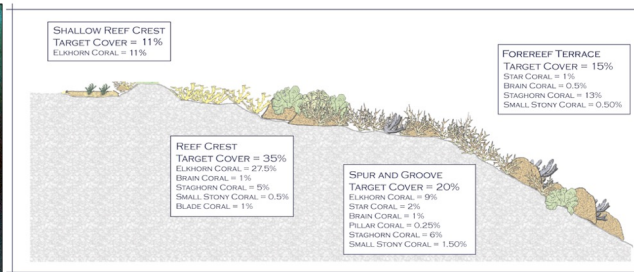 SHALLOW REEF CREST
TARGET COVER = 11%
ELKHORN CORAL = 11%
FOREREEF TERRACE
TARGET COVER = 15%
STAR CORAL = 1%
BRAIN CORAL = 0.5%
STAGHORN CORAL = 13%
SMALL STONY CORAL = 0.50%
REEF CREST
TARGET COVER = 35%
ELKHORN CORAL = 27.5%
BRAIN CORAL = 1%
STAGHORN CORAL = 5%
SMALL STONY CORAL = 0.5%
BLADE CORAL = 1%
SPUR AND GROOVE
TARGET COVER = 20%
ELKHORN CORAL = 9%
STAR CORAL = 2%
BRAIN CORAL = 1%
PILLAR CORAL = 0.25%
STAGHORN CORAL = 6%
SMALL STONY CORAL = 1.50%